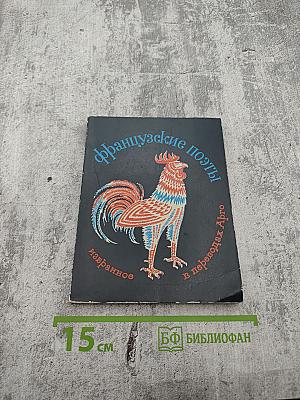 французские поэты
избранное
в переводах Арго
15 см.
БФ БИБЛИОФАН